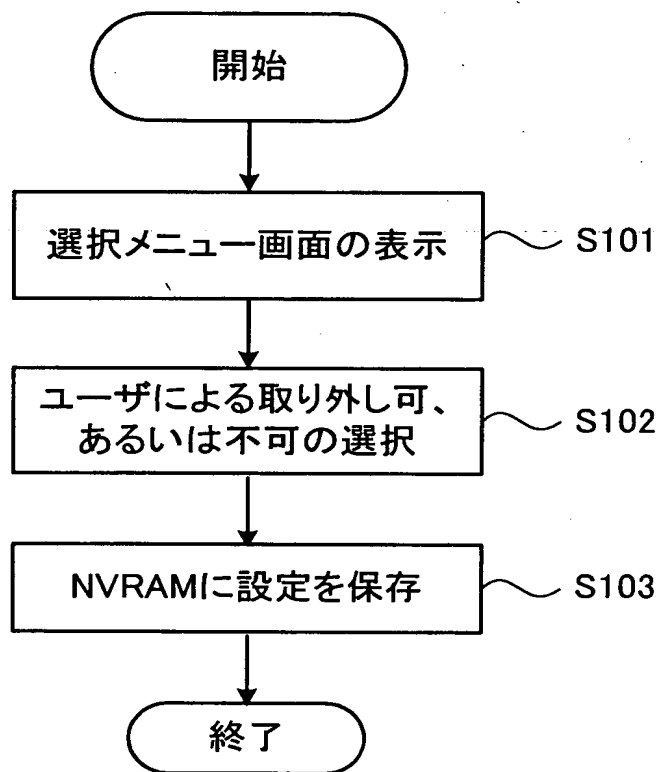 開始
選択メニュー画面の表示
S101
ユーザによる取り外し可、
あるいは不可の選択
S102
NVRAMに設定を保存
S103
終了